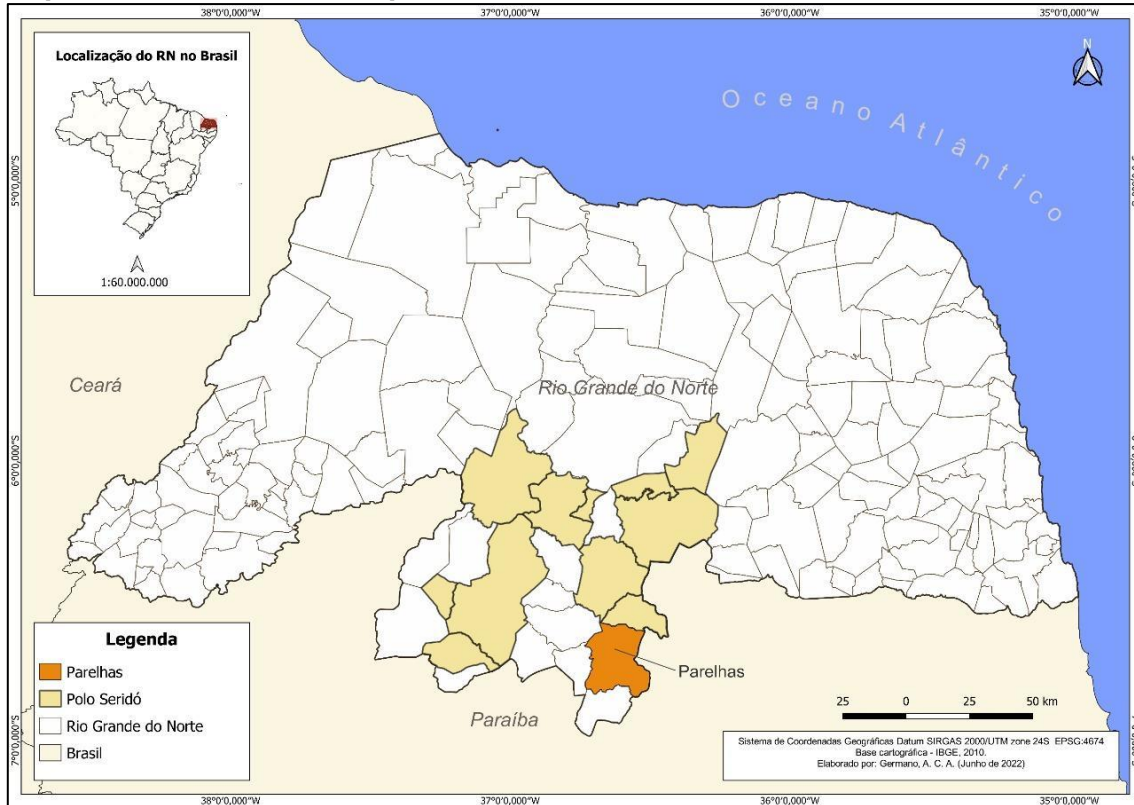 38°0'0,000"W
37°0'0,000"W
36°0'0,000"W
35°0'0,000"W
Localização do RN no Brasil
1:60.000.000
N
Oceano Atlântico
5°0'0,000"S
Ceará
Rio Grande do Norte
6°0'0,000"S
Legenda
Parelhas
Polo Seridó
Rio Grande do Norte
Brasil
Parelhas
Paraíba
7°0'0,000"S
25 0 25 50 km
Sistema de Coordenadas Geográficas Datum SIRGAS 2000/UTM zone 24S EPSG:4674
Base cartográfica - IBGE, 2010.
Elaborado por: Germano, A. C. A. (Junho de 2022)
38°0'0,000"W
37°0'0,000"W
36°0'0,000"W
35°0'0,000"W